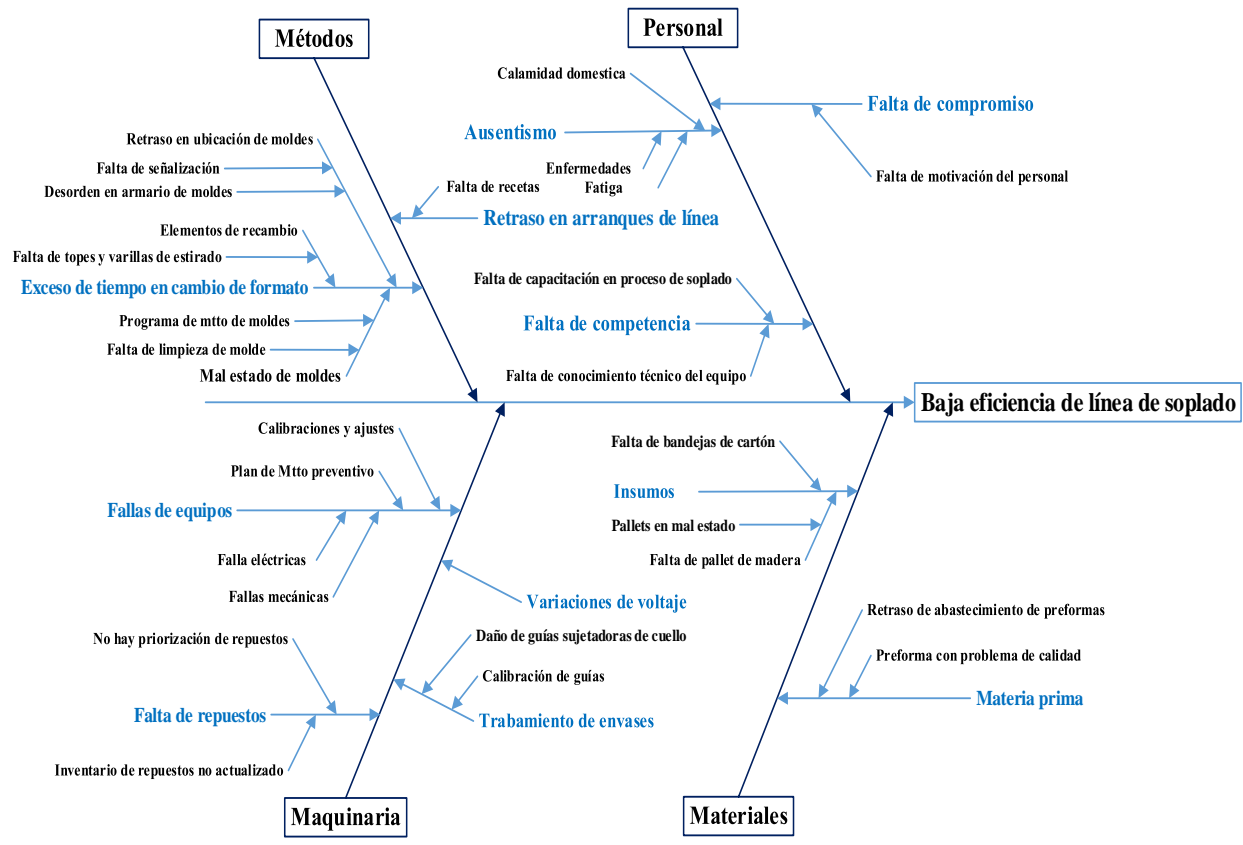 Métodos
Personal
Calamidad domestica
Falta de compromiso
Ausentismo
Retraso en ubicación de moldes
Falta de señalización
Enfermedades
Falta de motivación del personal
Desorden en armario de moldes
Falta de recetas
Fatiga
Retraso en arranques de línea
Elementos de recambio
Falta de topes y varillas de estirado
Falta de capacitación en proceso de soplado
Exceso de tiempo en cambio de formato
Programa de mtto de moldes
Falta de competencia
Falta de limpieza de molde
Mal estado de moldes
Falta de conocimiento técnico del equipo
Baja eficiencia de línea de soplado
Calibraciones y ajustes
Falta de bandejas de cartón
Plan de Mtto preventivo
Insumos
Fallas de equipos
Pallets en mal estado
Falla eléctricas
Falta de pallet de madera
Fallas mecánicas
Variaciones de voltaje
Retraso de abastecimiento de preformas
No hay priorización de repuestos
Daño de guías sujetadoras de cuello
Preforma con problema de calidad
Calibración de guías
Materia prima
Falta de repuestos
Trabamiento de envases
Inventario de repuestos no actualizado
Maquinaria
Materiales